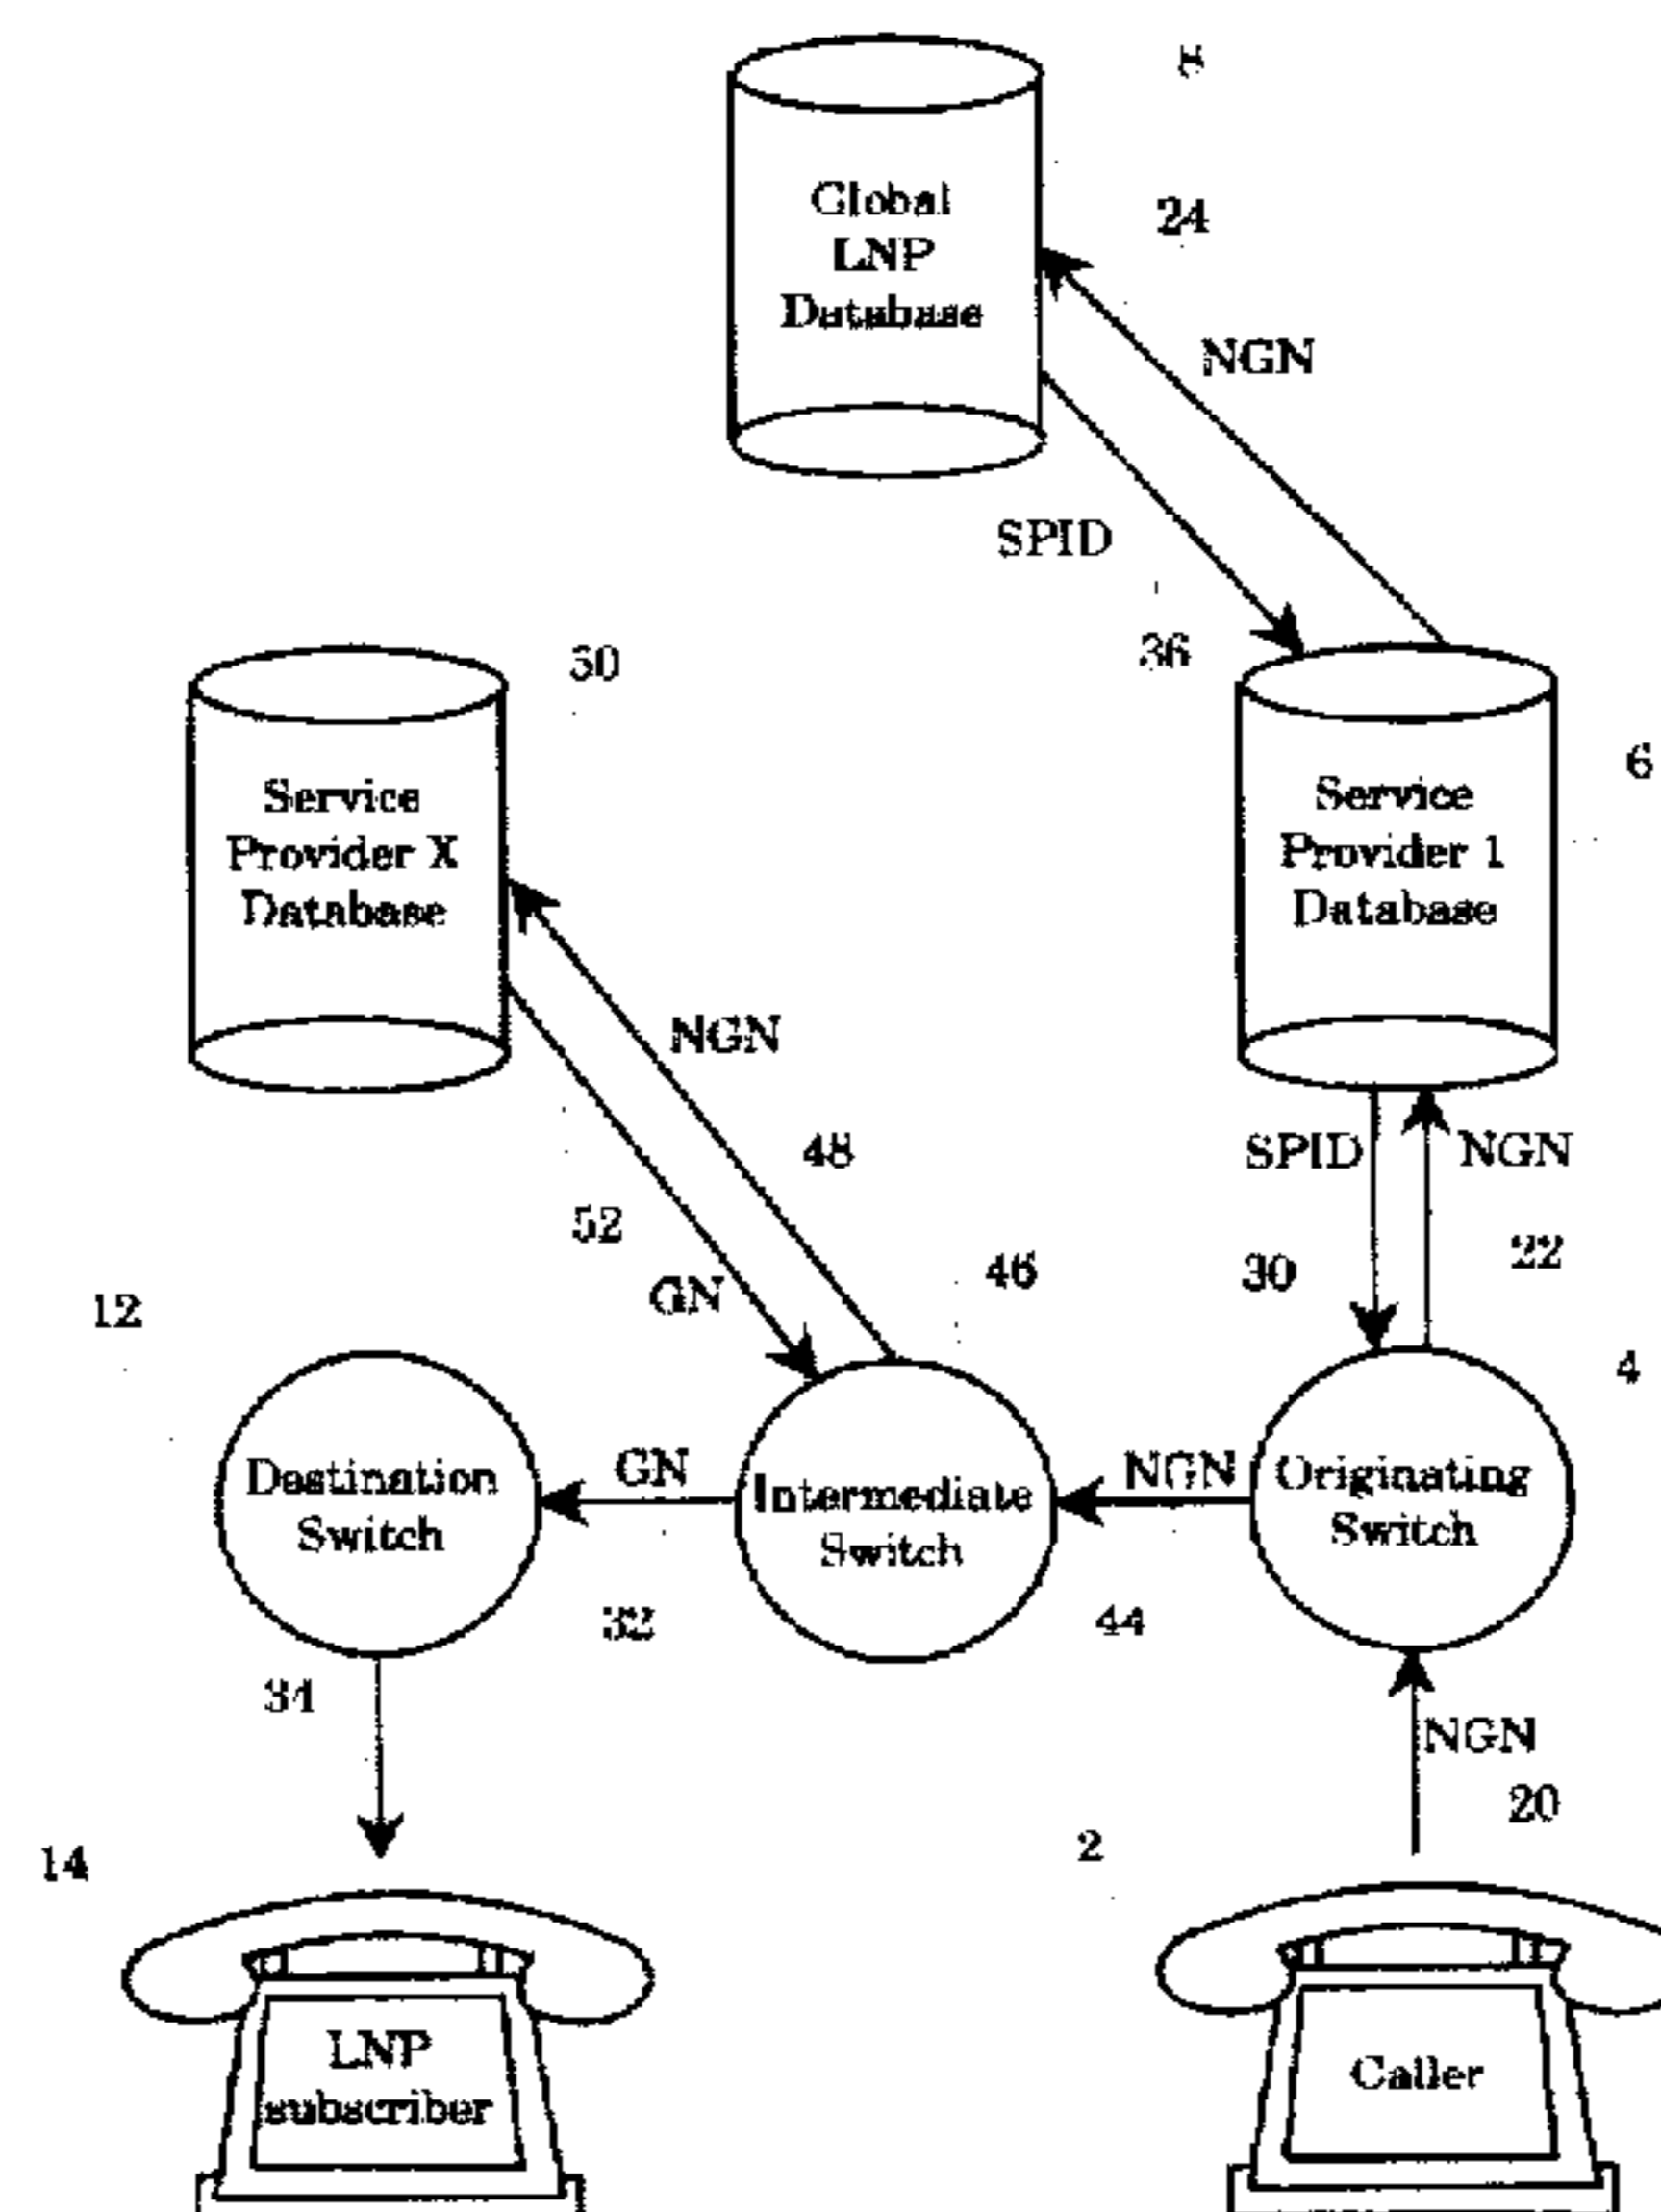 Global
LNP
Database
24
NGN
SPID
36
50
6
Service
Provider X
Database
Service
Provider 1
Database
NGN
SPID
NGN
48
52
22
46
30
GN
12
4
Destination
Switch
GN
Intermediate
Switch
NGN
Originating
Switch
32
44
34
NGN
20
2
14
LNP
subscriber
Caller